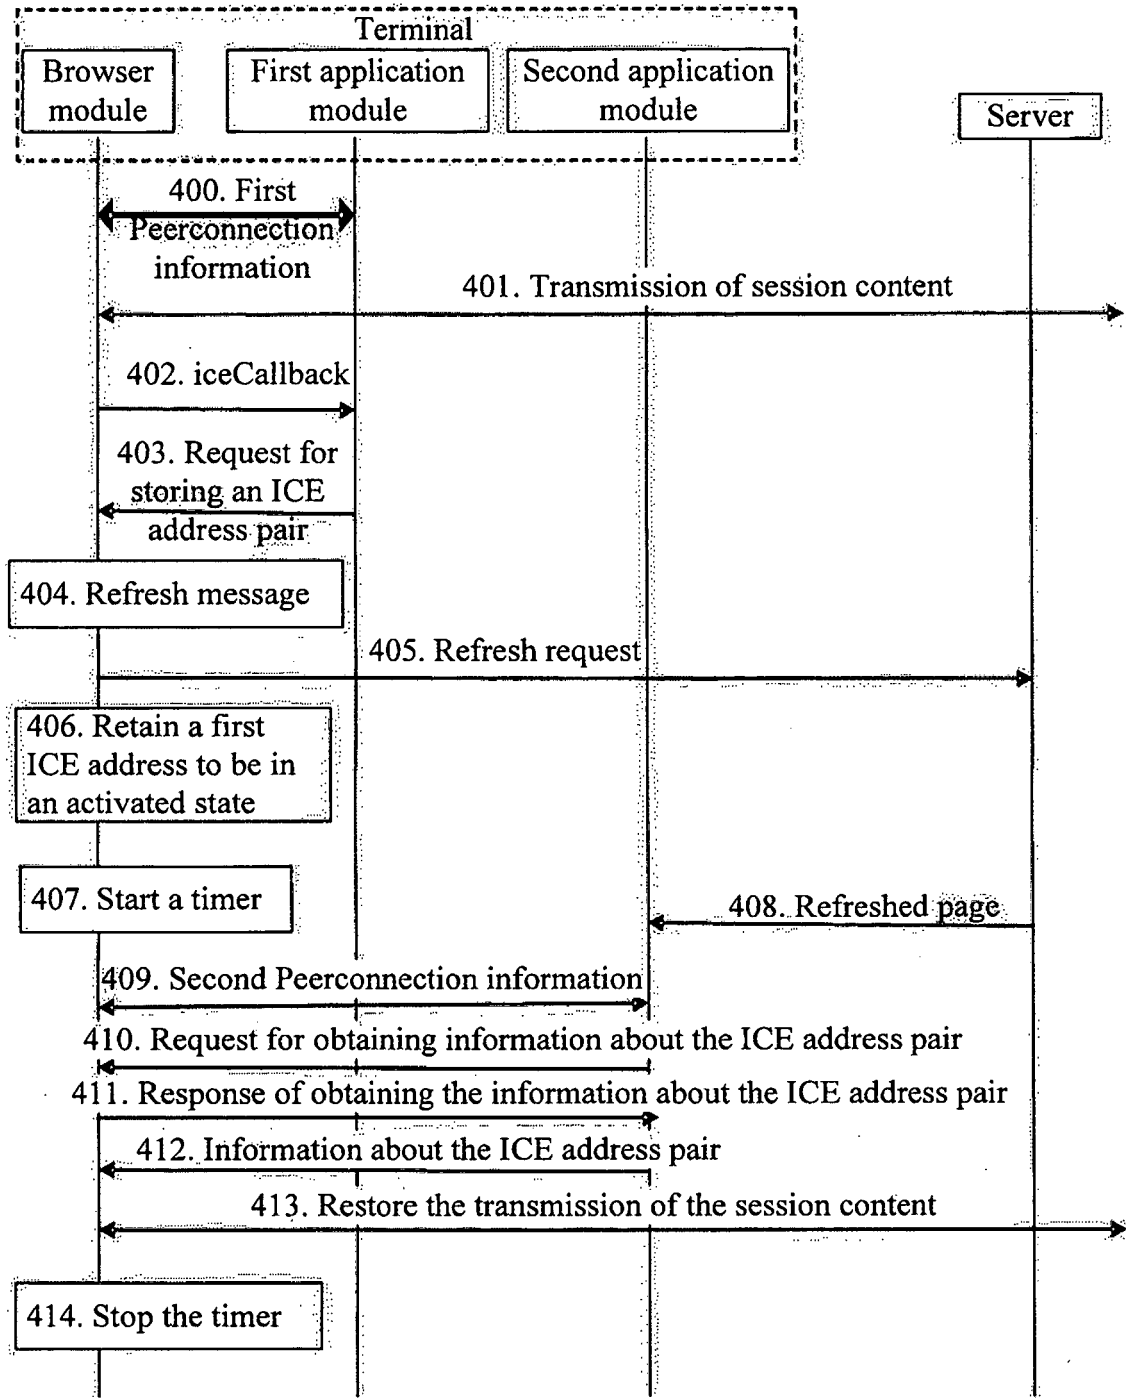 Terminal
Browser
module
First application
module
Second application
module
Server
400. First
Peerconnection
information
401. Transmission of session content
402. iceCallback
403. Request for
storing an ICE
address pair
404. Refresh message
405. Refresh request
406. Retain a first
ICE address to be in
an activated state
407. Start a timer
408. Refreshed page
409. Second Peerconnection information
410. Request for obtaining information about the ICE address pair
411. Response of obtaining the information about the ICE address pair
412. Information about the ICE address pair
413. Restore the transmission of the session content
414. Stop the timer